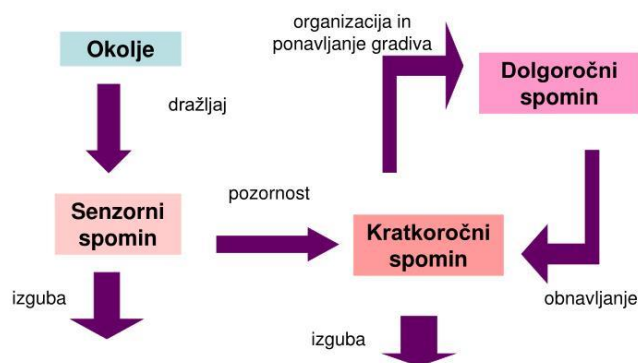 organizacija in
ponavljanje gradiva
Okolje
Dolgoročni
spomin
dražljaj
pozornost
Senzorni
spomin
Kratkoročni
spomin
izguba
obnavljanje
izguba